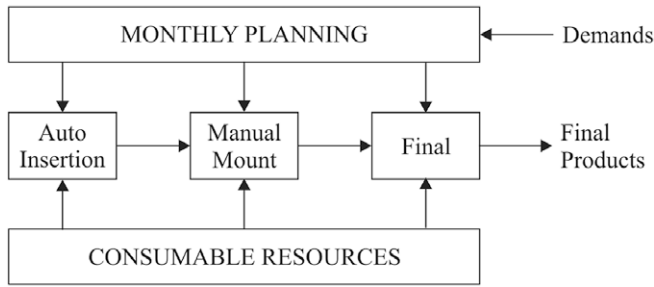 MONTHLY PLANNING
Demands
Auto
Insertion
Manual
Mount
Final
Final
Products
CONSUMABLE RESOURCES